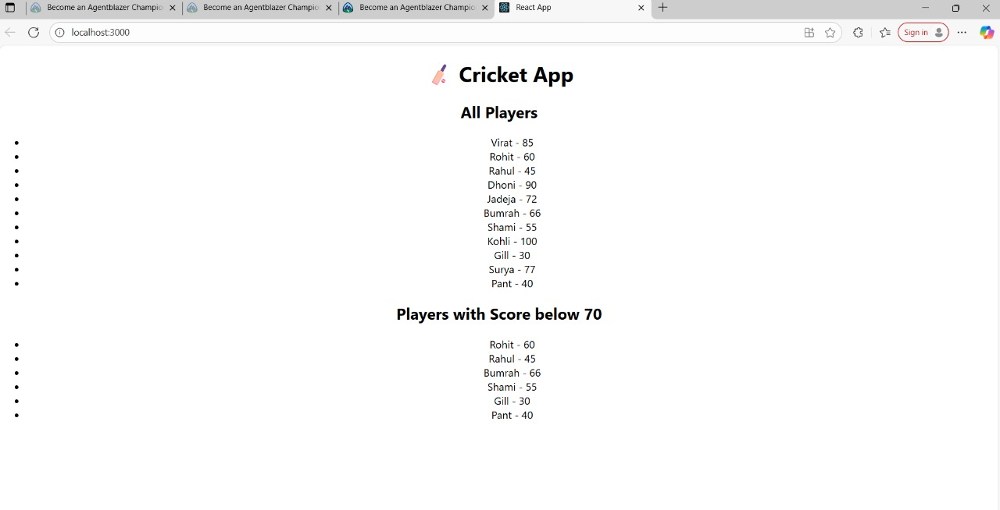 Become an Agentblazer Champio
Become an Agentblazer Champio
Become an Agentblazer Champio
React App
localhost:3000
Sign in
Cricket App
All Players
Virat - 85
Rohit - 60
Rahul - 45
Dhoni - 90
Jadeja - 72
Bumrah - 66
Shami - 55
Kohli - 100
Gill - 30
Surya - 77
Pant - 40
Players with Score below 70
Rohit - 60
Rahul - 45
Bumrah - 66
Shami - 55
Gill - 30
Pant - 40